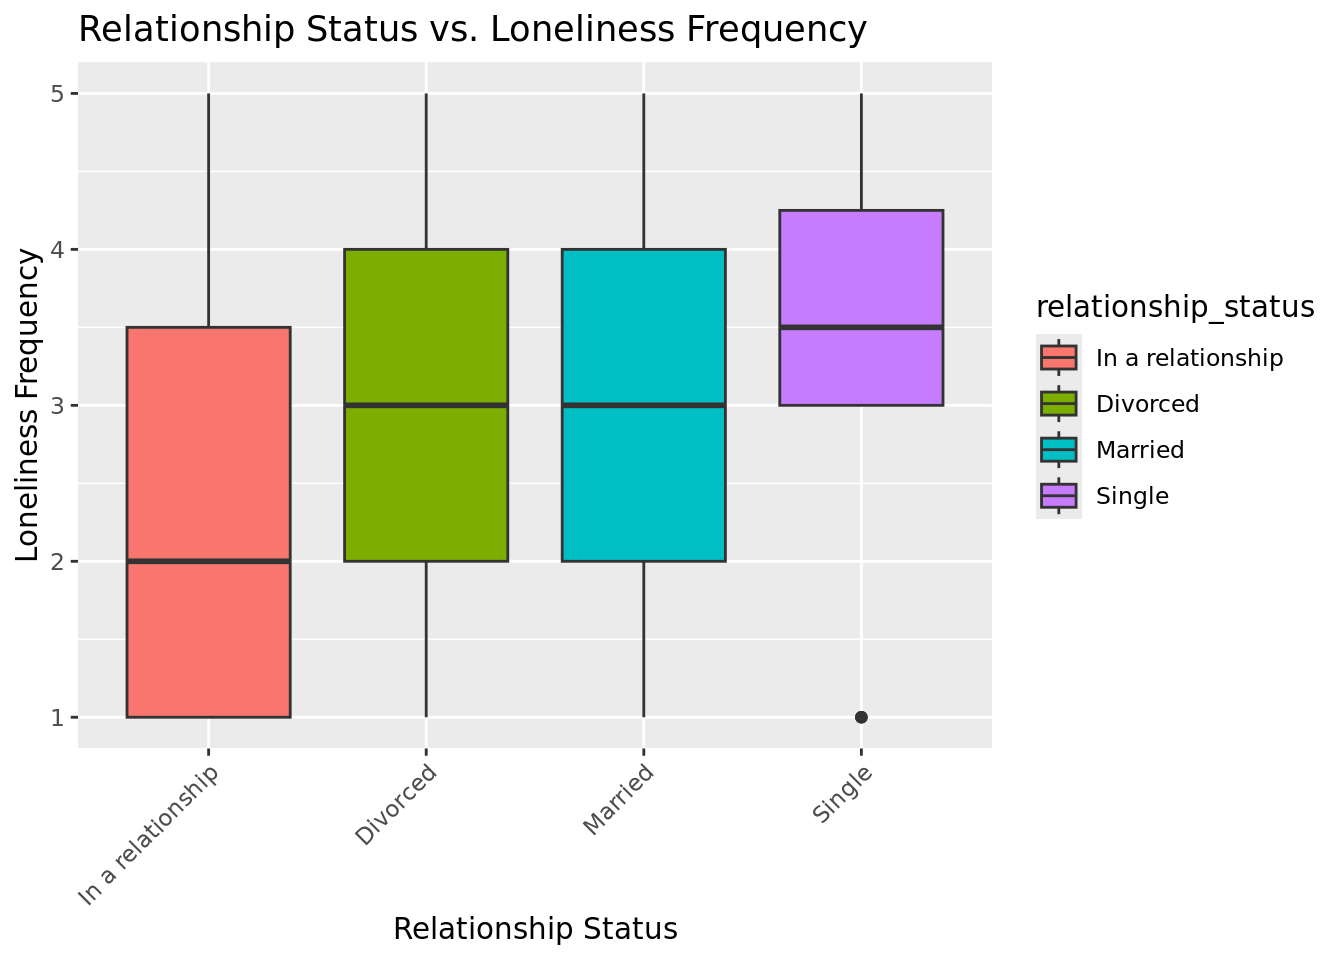 Relationship Status vs. Loneliness Frequency
Loneliness Frequency
5
4
3
2
1
In a relationship
Divorced
Married
Single
Relationship Status
relationship_status
In a relationship
Divorced
Married
Single